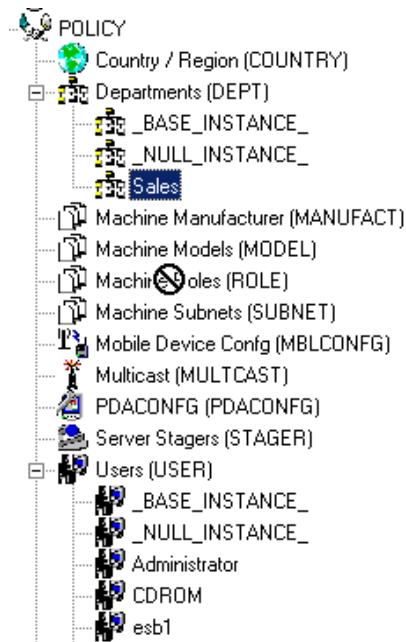 POLICY
Country / Region (COUNTRY)
Departments (DEPT)
_BASE_INSTANCE_
_NULL_INSTANCE_
Sales
Machine Manufacturer (MANUFACT)
Machine Models (MODEL)
(ROLE)
Machine Subnets (SUBNET)
Mobile Device Confg (MBLCONFG)
Multicast (MULTCAST)
PDACONFG (PDACONFG)
Server Stagers (STAGER)
Users (USER)
_BASE_INSTANCE_
_NULL_INSTANCE_
Administrator
CDROM
esb1